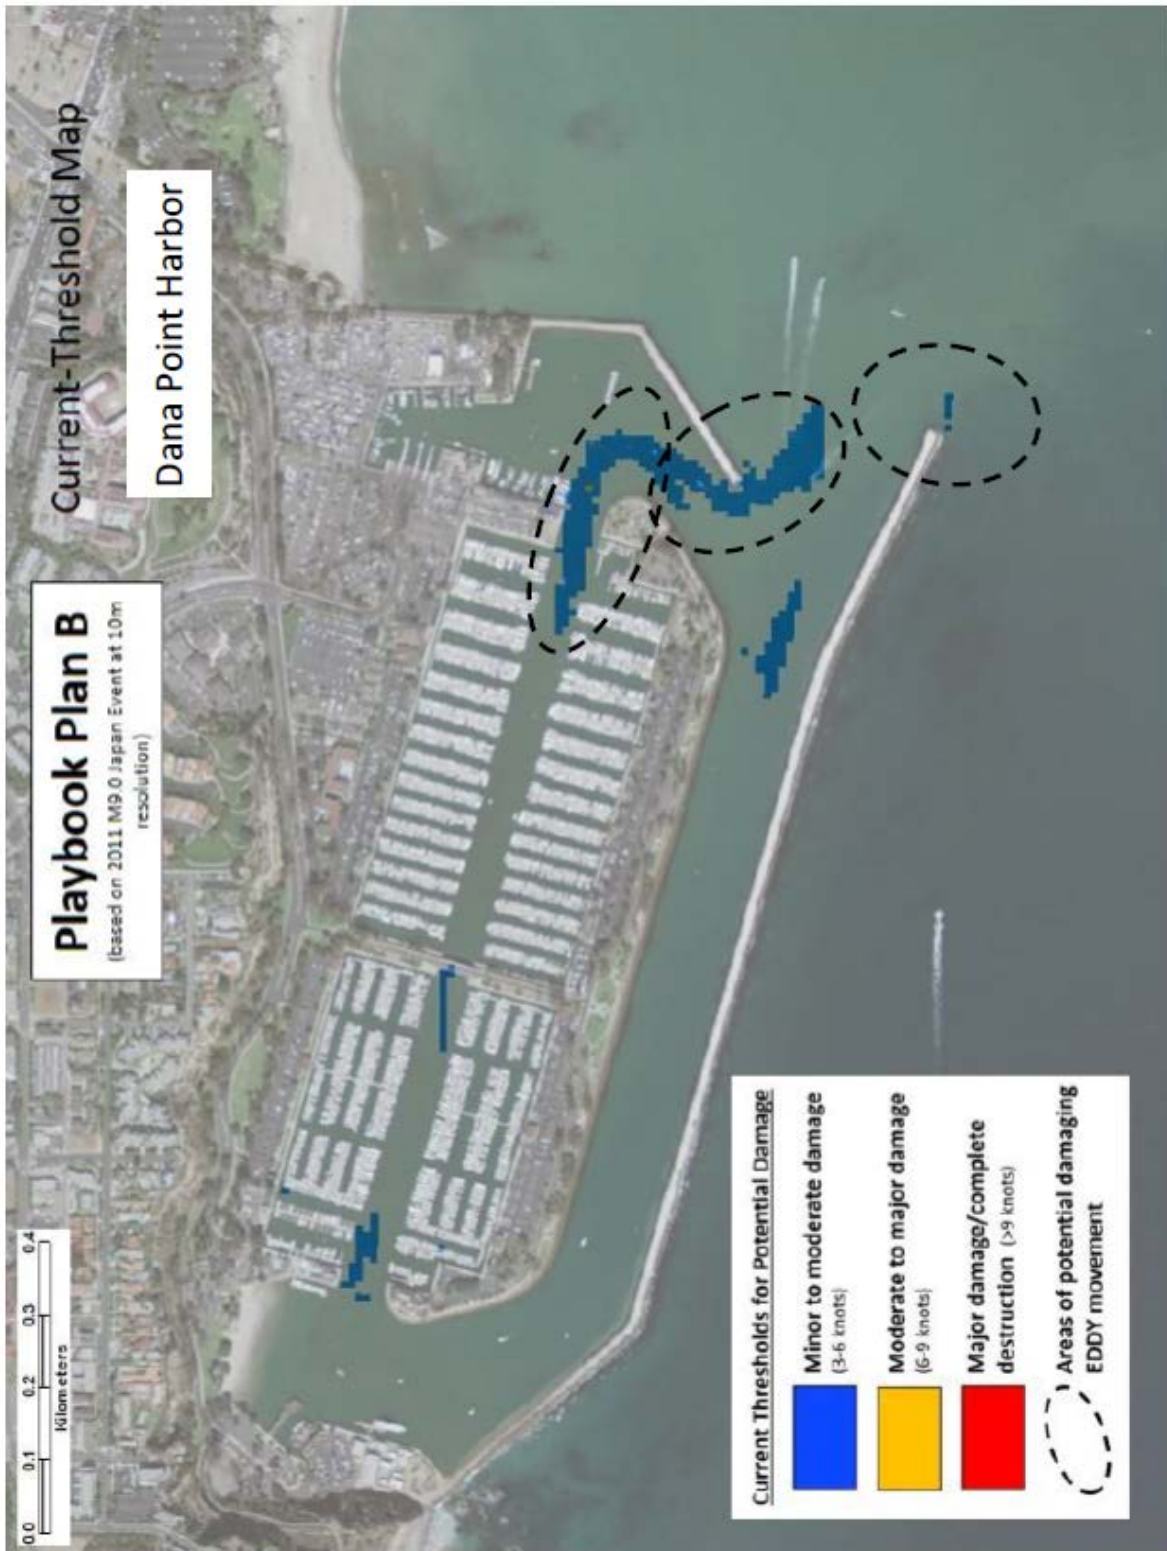 Current-Threshold Map
Dana Point Harbor
Playbook Plan B
(based on 2011 M9.0 Japan Event at 10m
resolution)
0.0 0.1 0.2 0.3 0.4
Kilometers
Current Thresholds for Potential Damage
Minor to moderate damage
(3-6 knots)
Moderate to major damage
(6-9 knots)
Major damage/complete
destruction (>9 knots)
Areas of potential damaging
EDDY movement